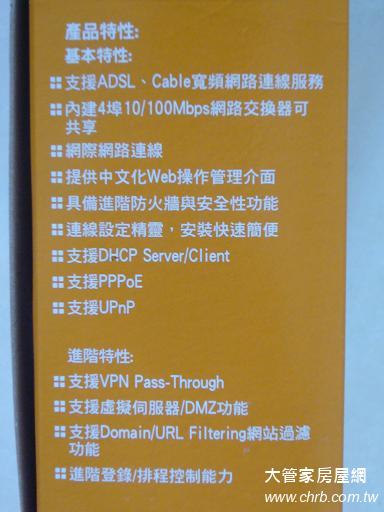 產品特性:
基本特性:
支援ADSL、Cable寬頻網路連線服務
內建4埠10/100Mbps網路交換器可
共享
網際網路連線
提供中文化Web操作管理介面
具備進階防火牆與安全性功能
連線設定精靈，安裝快速簡便
支援DHCP Server/Client
支援PPPoE
支援UPnP
進階特性:
支援VPN Pass-Through
支援虛擬伺服器/DMZ功能
支援Domain/URL Filtering網站過濾
功能
進階登錄/排程控制能力
大管家房屋網
www.chrb.com.tw